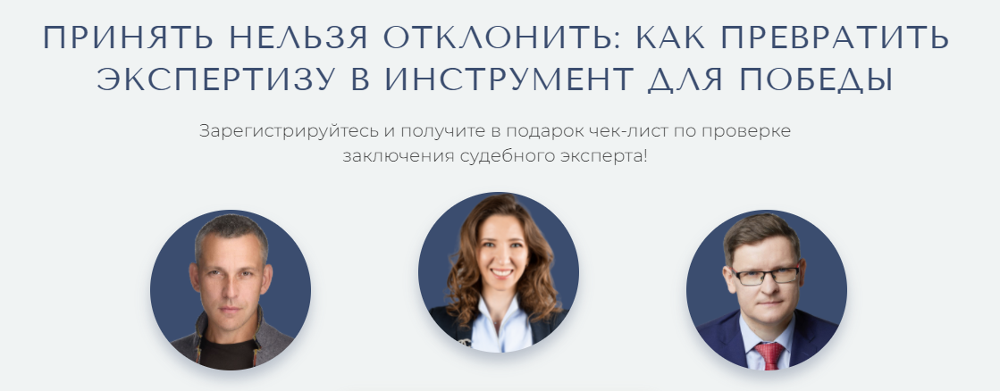 ПРИНЯТЬ НЕЛЬЗЯ ОТКЛОНИТЬ: КАК ПРЕВРАТИТЬ
ЭКСПЕРТИЗУ В ИНСТРУМЕНТ ДЛЯ ПОБЕДЫ
Зарегистрируйтесь и получите в подарок чек-лист по проверке
заключения судебного эксперта!